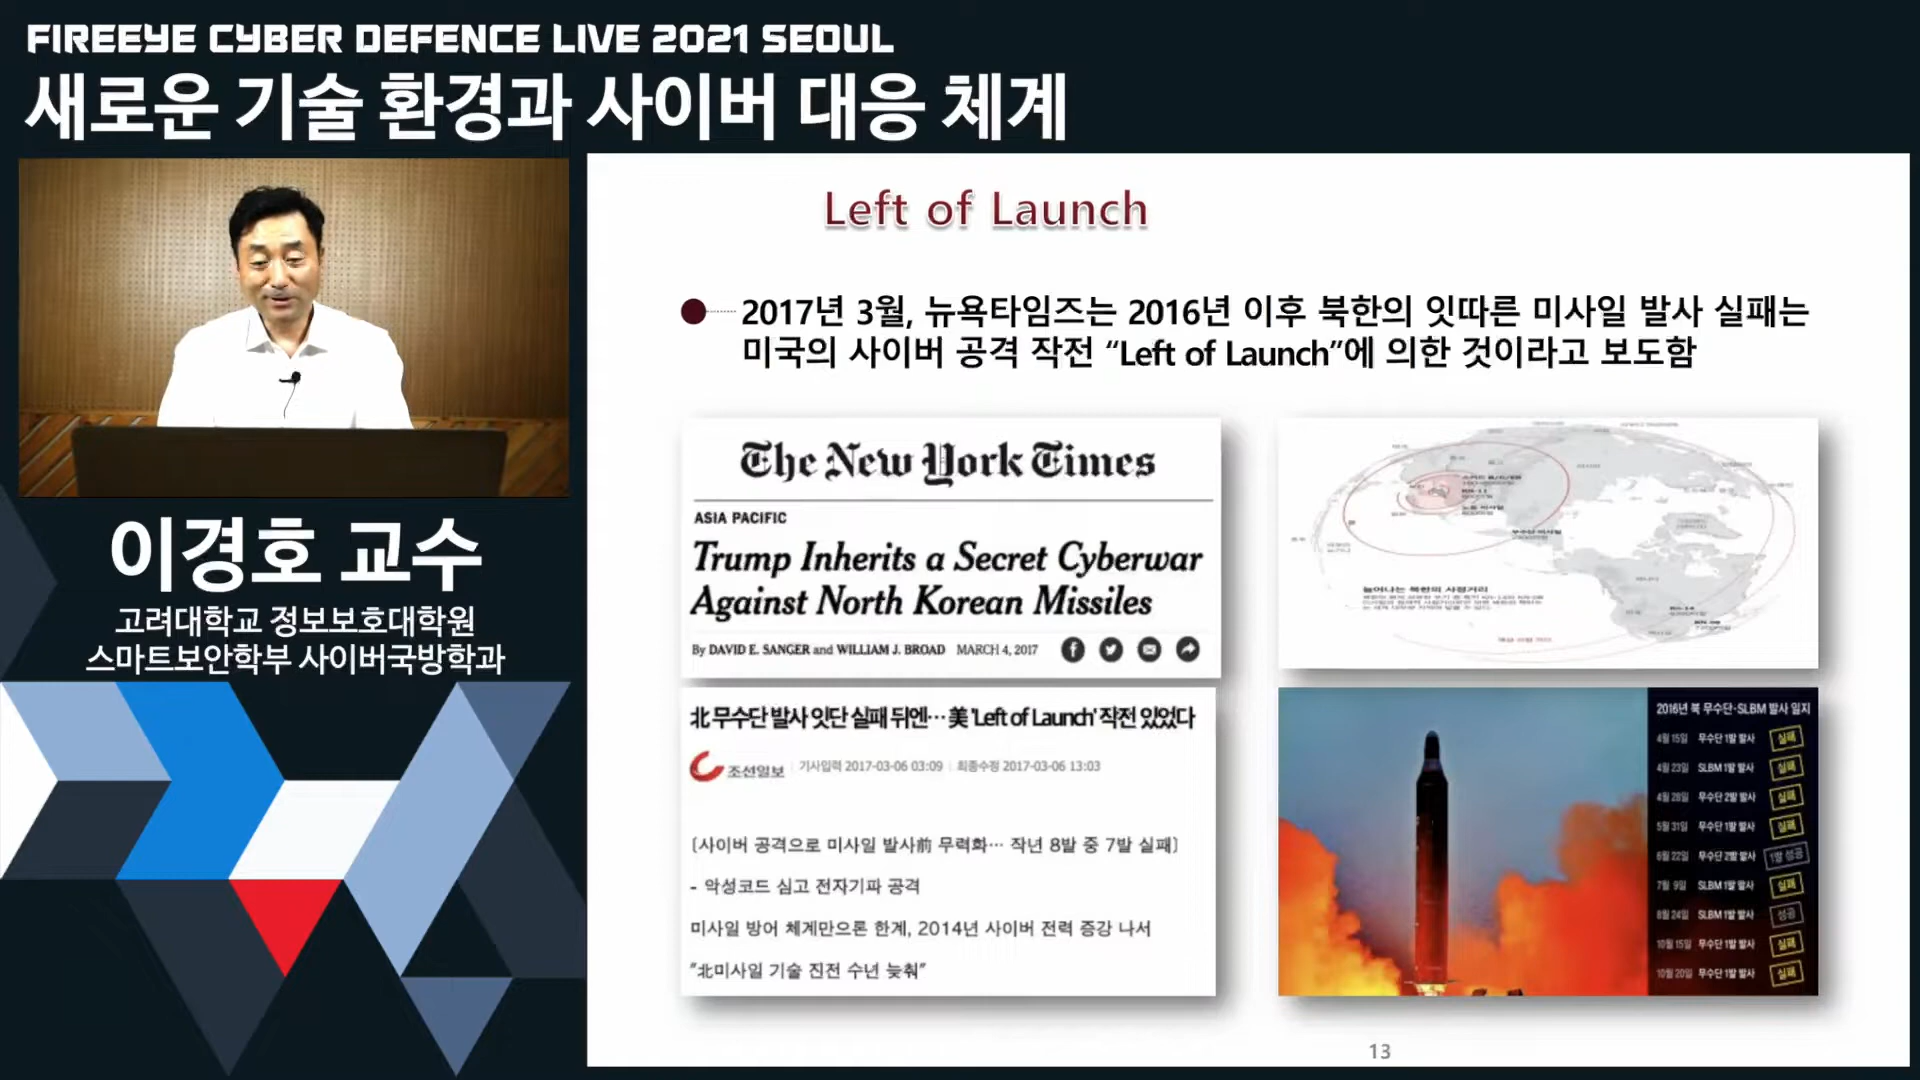 FIREEYE CYBER DEFENCE LIVE 2021 SEOUL
새로운 기술 환경과 사이버 대응 체계
이경호 교수
고려대학교 정보보호대학원
스마트보안학부 사이버국방학과
Left of Launch
2017년 3월, 뉴욕타임즈는 2016년 이후 북한의 잇따른 미사일 발사 실패는
미국의 사이버 공격 작전 “Left of Launch”에 의한 것이라고 보도함
The New York Times
ASIA PACIFIC
Trump Inherits a Secret Cyberwar
Against North Korean Missiles
By DAVID E. SANGER and WILLIAM J. BROAD MARCH 4, 2017
늘어나는 북한의 사정거리
北 무수단 발사 잇단 실패 뒤엔… 美 'Left of Launch' 작전 있었다
조선일보 기사입력 2017-03-06 03:09 | 최종수정 2017-03-06 13:03
[사이버 공격으로 미사일 발사前 무력화… 작년 8발 중 7발 실패]
- 악성코드 심고 전자기파 공격
미사일 방어 체계만으론 한계, 2014년 사이버 전력 증강 나서
"北미사일 기술 진전 수년 늦춰"
2016년 북 무수단·SLBM 발사 일지
4월 15일 무수단 1발 발사 실패
4월 23일 SLBM 1발 발사 실패
4월 28일 무수단 2발 발사 실패
5월 31일 무수단 1발 발사 실패
6월 22일 무수단 2발 발사 1발 성공
7월 9일 SLBM 1발 발사 실패
8월 24일 SLBM 1발 발사 성공
10월 15일 무수단 1발 발사 실패
10월 20일 무수단 1발 발사 실패
13